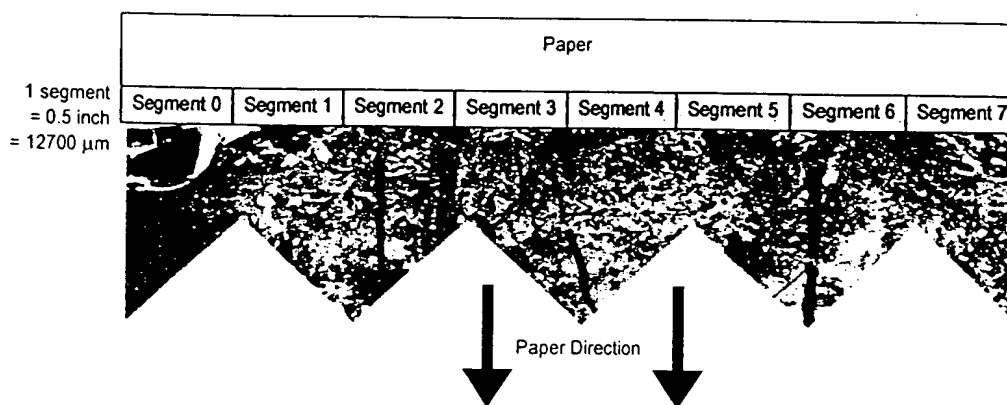 Paper
1 segment
= 0.5 inch
= 12700 µm
Segment 0 Segment 1 Segment 2 Segment 3 Segment 4 Segment 5 Segment 6 Segment 7
Paper Direction